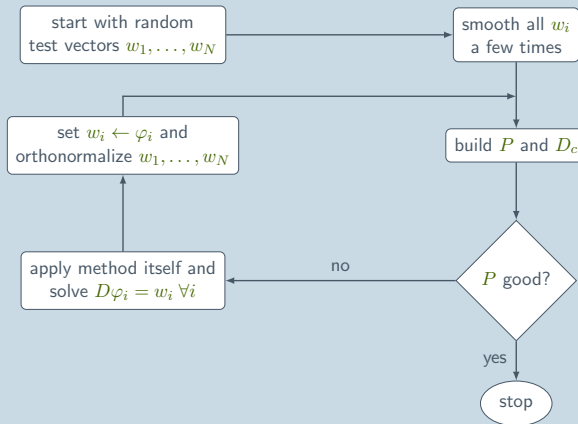 start with random
test vectors w₁, . . . , w_N
smooth all wᵢ
a few times
set wᵢ ← φᵢ and
orthonormalize w₁, . . . , w_N
build P and D_c
apply method itself and
solve Dφᵢ = wᵢ ∀i
no
P good?
yes
stop